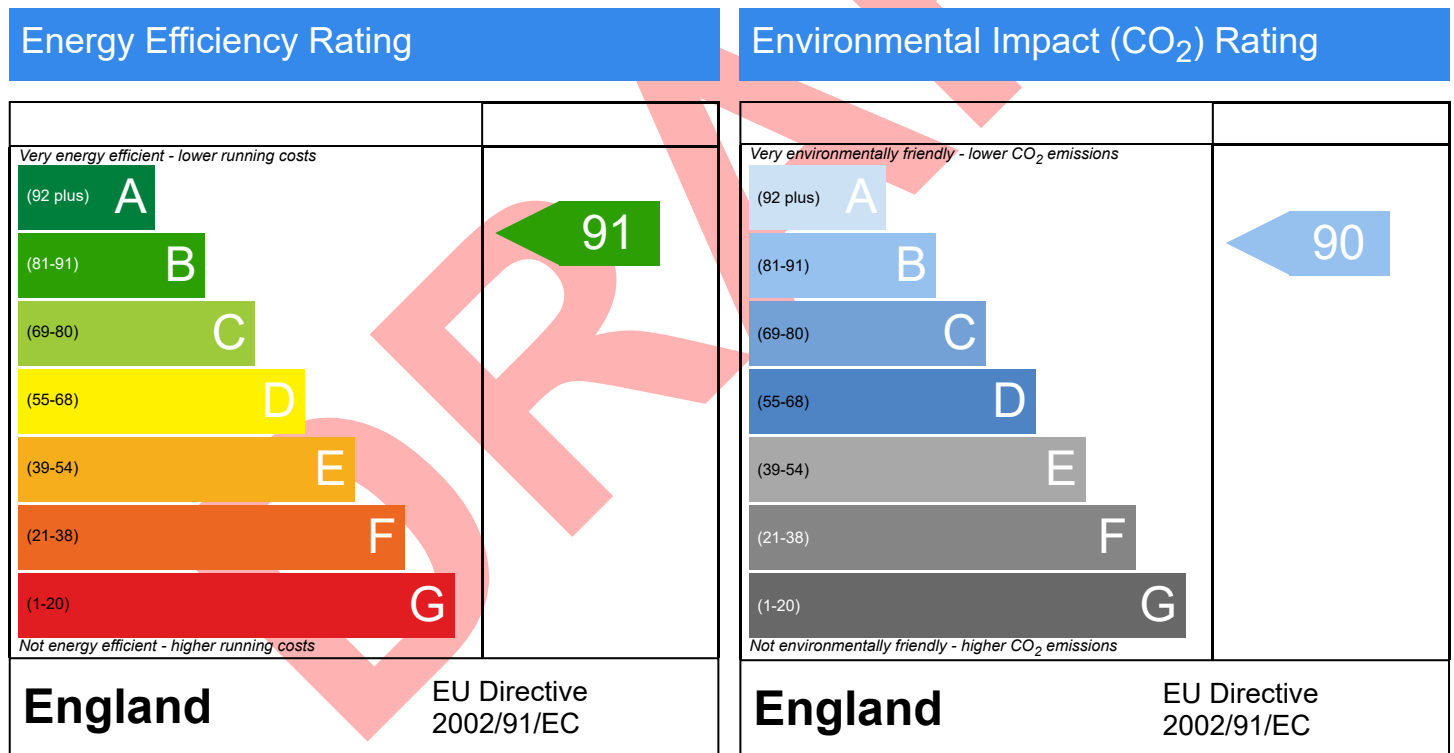 Energy Efficiency Rating
Very energy efficient - lower running costs
(92 plus) A
(81-91) B
(69-80) C
(55-68) D
(39-54) E
(21-38) F
(1-20) G
Not energy efficient - higher running costs
91
England
EU Directive
2002/91/EC
Environmental Impact (CO₂) Rating
Very environmentally friendly - lower CO₂ emissions
(92 plus) A
(81-91) B
(69-80) C
(55-68) D
(39-54) E
(21-38) F
(1-20) G
Not environmentally friendly - higher CO₂ emissions
90
England
EU Directive
2002/91/EC